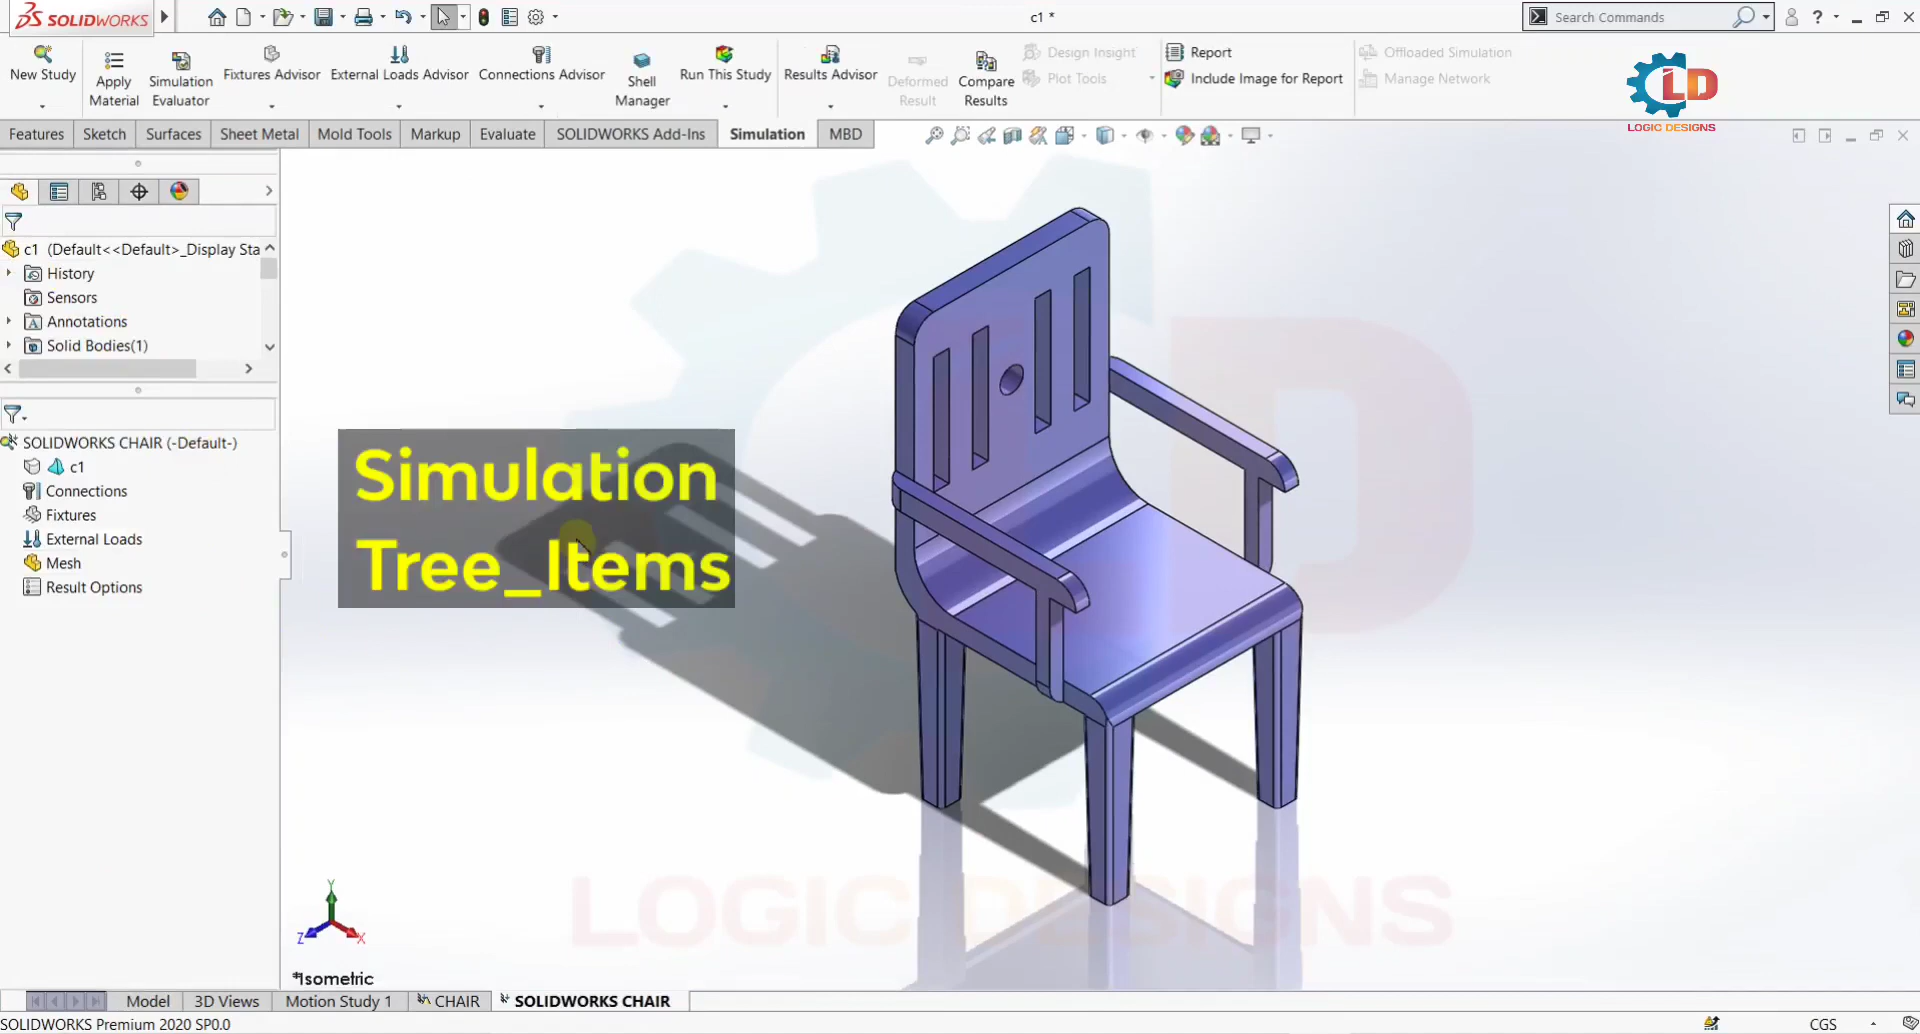 SOLIDWORKS
c1 *
Search Commands
?
New Study
Apply
Material
Simulation
Evaluator
Fixtures Advisor
External Loads Advisor
Connections Advisor
Shell
Manager
Run This Study
Results Advisor
Deformed
Result
Compare
Results
Design Insight
Plot Tools
Report
Include Image for Report
Offloaded Simulation
Manage Network
LD
LOGIC DESIGNS
Features
Sketch
Surfaces
Sheet Metal
Mold Tools
Markup
Evaluate
SOLIDWORKS Add-Ins
Simulation
MBD
c1 (Default<<Default>_Display Sta
History
Sensors
Annotations
Solid Bodies(1)
SOLIDWORKS CHAIR (-Default-)
c1
Connections
Fixtures
External Loads
Mesh
Result Options
Simulation
Tree_Items
LOGIC DESIGNS
Y
Z
X
*Isometric
Model
3D Views
Motion Study 1
CHAIR
SOLIDWORKS CHAIR
SOLIDWORKS Premium 2020 SP0.0
CGS